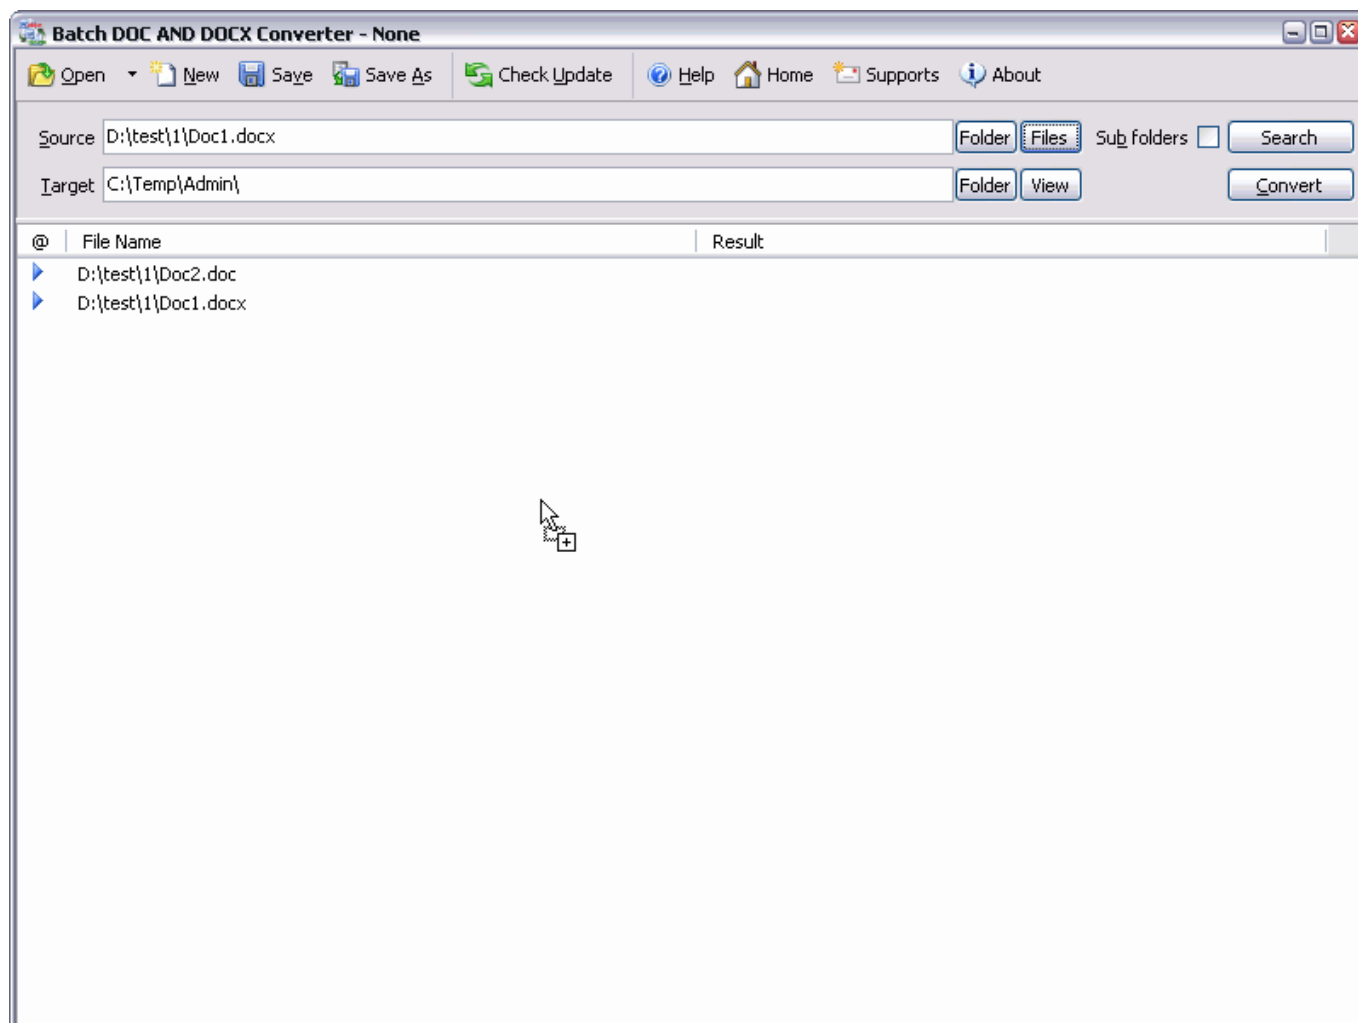 Batch DOC AND DOCX Converter - None
Open New Save Save As Check Update Help Home Supports About
Source D:\test\1\Doc1.docx Folder Files Sub folders Search
Target C:\Temp\Admin\ Folder View Convert
@ File Name Result
D:\test\1\Doc2.doc
D:\test\1\Doc1.docx